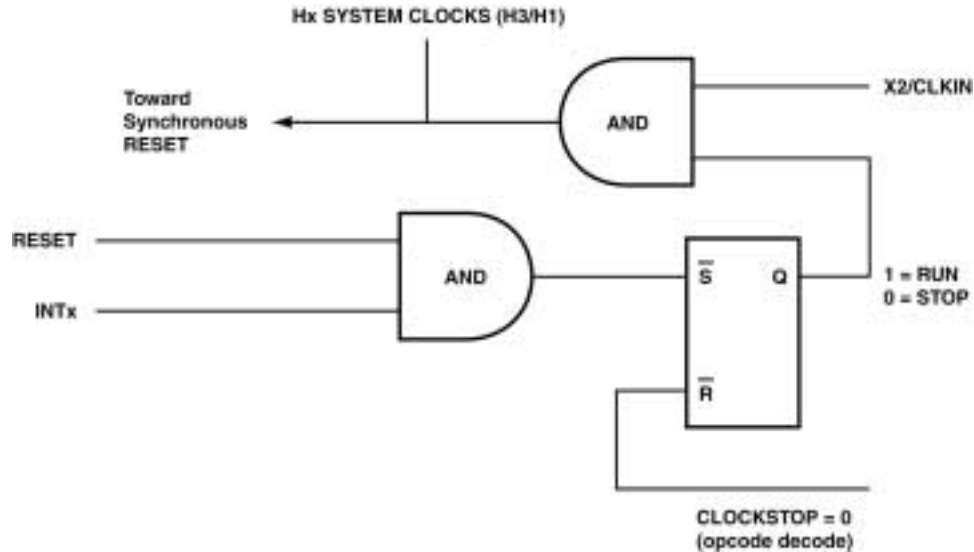 Hx SYSTEM CLOCKS (H3/H1)
Toward
Synchronous
RESET
AND
X2/CLKIN
RESET
INTx
AND
S̅
Q
R̅
1 = RUN
0 = STOP
CLOCKSTOP = 0
(opcode decode)